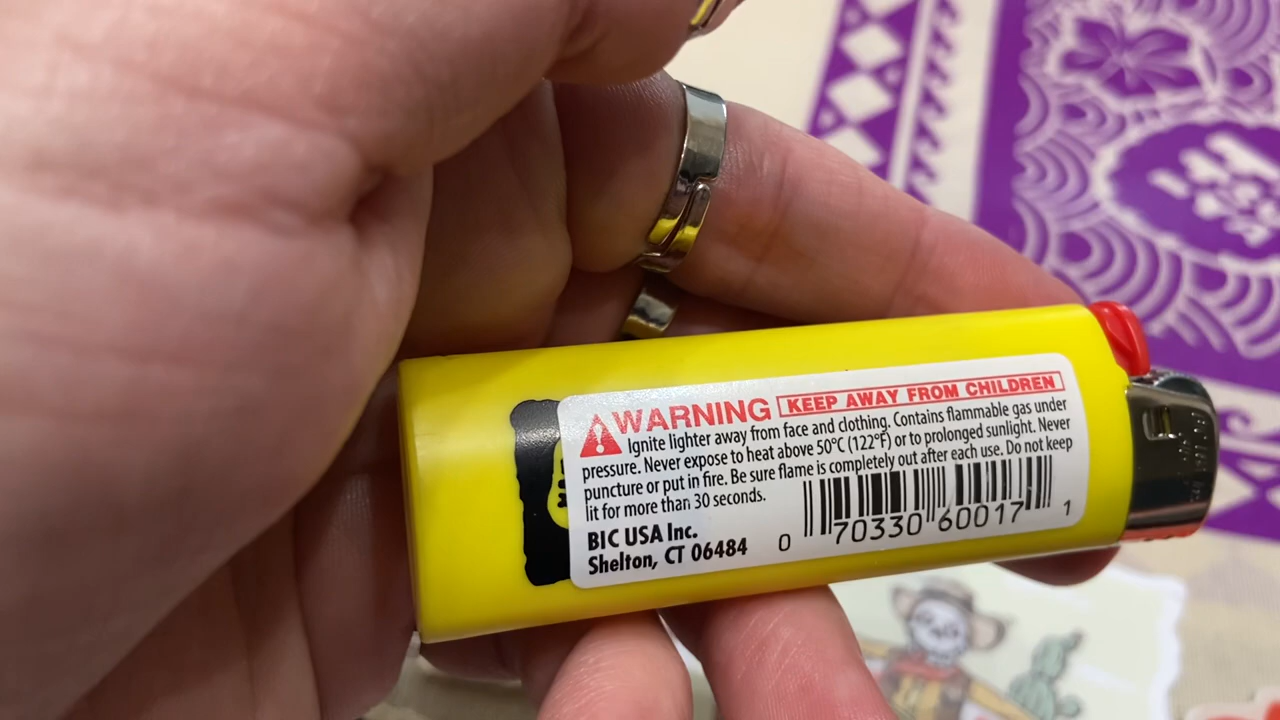 WARNING KEEP AWAY FROM CHILDREN
Ignite lighter away from face and clothing. Contains flammable gas under
pressure. Never expose to heat above 50°C (122°F) or to prolonged sunlight. Never
puncture or put in fire. Be sure flame is completely out after each use. Do not keep
lit for more than 30 seconds.
BIC USA Inc.
Shelton, CT 06484
0 70330 60017 1